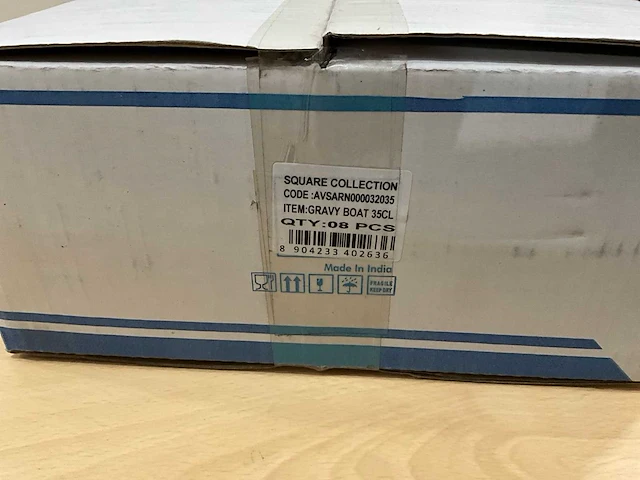 SQUARE COLLECTION
CODE :AVSARN000032035
ITEM:GRAVY BOAT 35CL
QTY:08 PCS
8 904233 402636
Made In India
FRAGILE
KEEP DRY